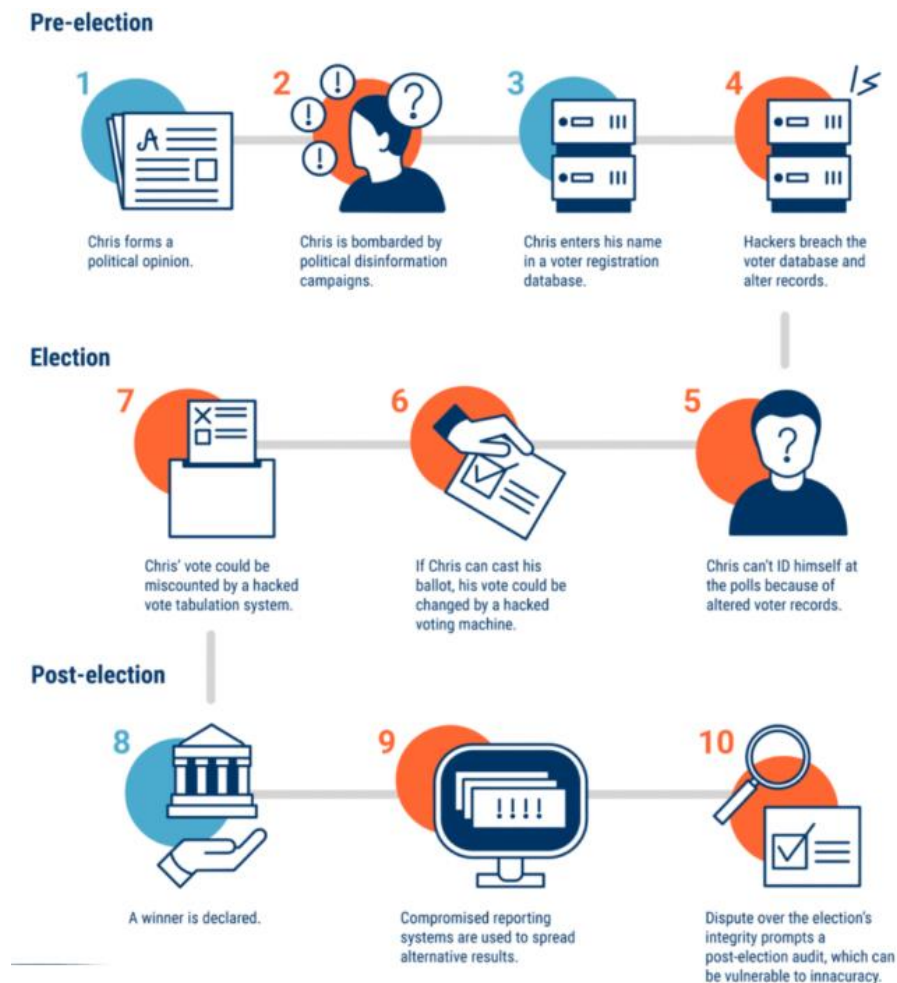 Pre-election
1
2
3
4
Chris forms a
political opinion.
Chris is bombarded by
political disinformation
campaigns.
Chris enters his name
in a voter registration
database.
Hackers breach the
voter database and
alter records.
Election
7
6
5
Chris' vote could be
miscounted by a hacked
vote tabulation system.
If Chris can cast his
ballot, his vote could be
changed by a hacked
voting machine.
Chris can't ID himself at
the polls because of
altered voter records.
Post-election
8
9
10
A winner is declared.
Compromised reporting
systems are used to spread
alternative results.
Dispute over the election's
integrity prompts a
post-election audit, which can
be vulnerable to innacuracy.